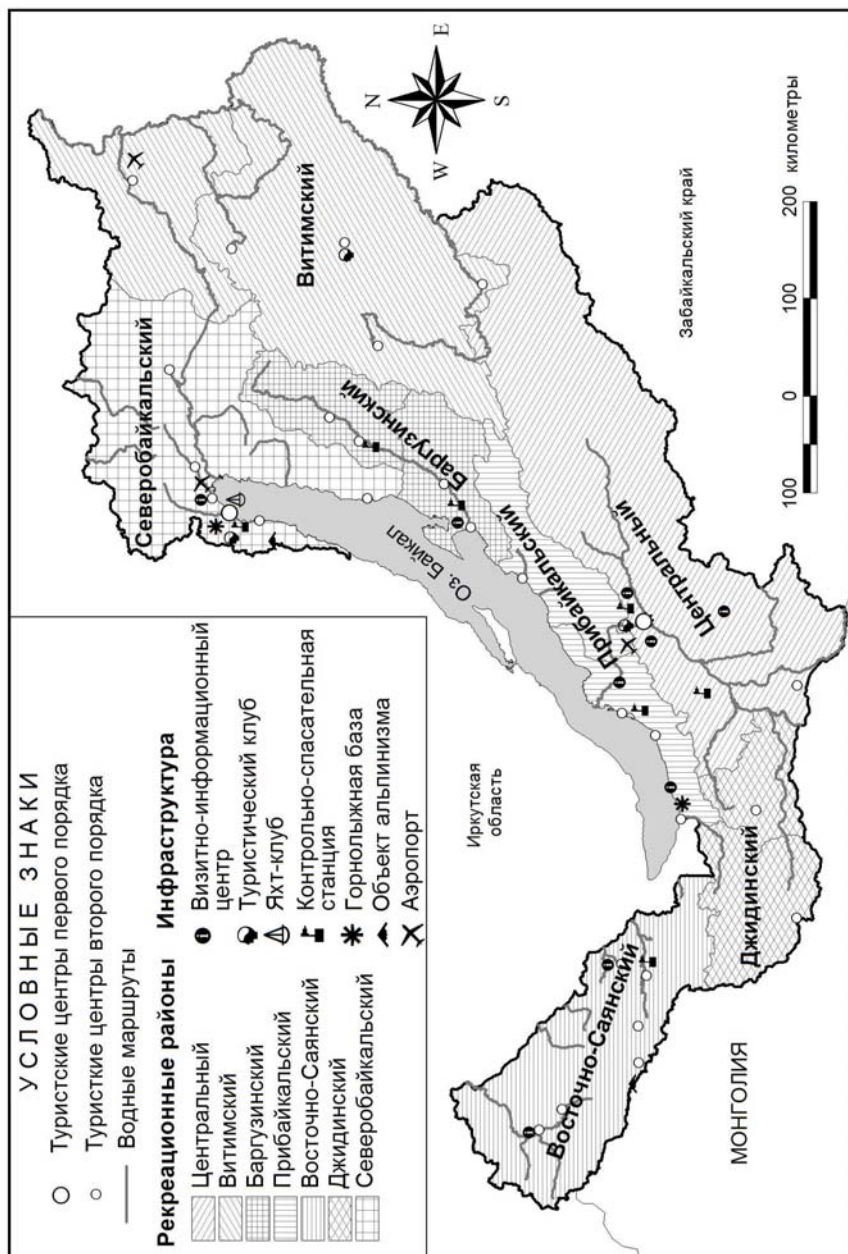 УСЛОВНЫЕ ЗНАКИ
Туристские центры первого порядка
Туристкие центры второго порядка
Водные маршруты
Рекреационные районы
Центральный
Витимский
Баргузинский
Прибайкальский
Восточно-Саянский
Джидинский
Северобайкальский
Инфраструктура
Визитно-информационный
центр
Туристический клуб
Яхт-клуб
Контрольно-спасательная
станция
Горнолыжная база
Объект альпинизма
Аэропорт
Северобайкальский
Витимский
Баргузинский
Прибайкальский
Центральный
Джидинский
Восточно-Саянский
Оз. Байкал
Иркутская
область
МОНГОЛИЯ
Забайкальский край
N
E
S
W
100 0 100 200
километры